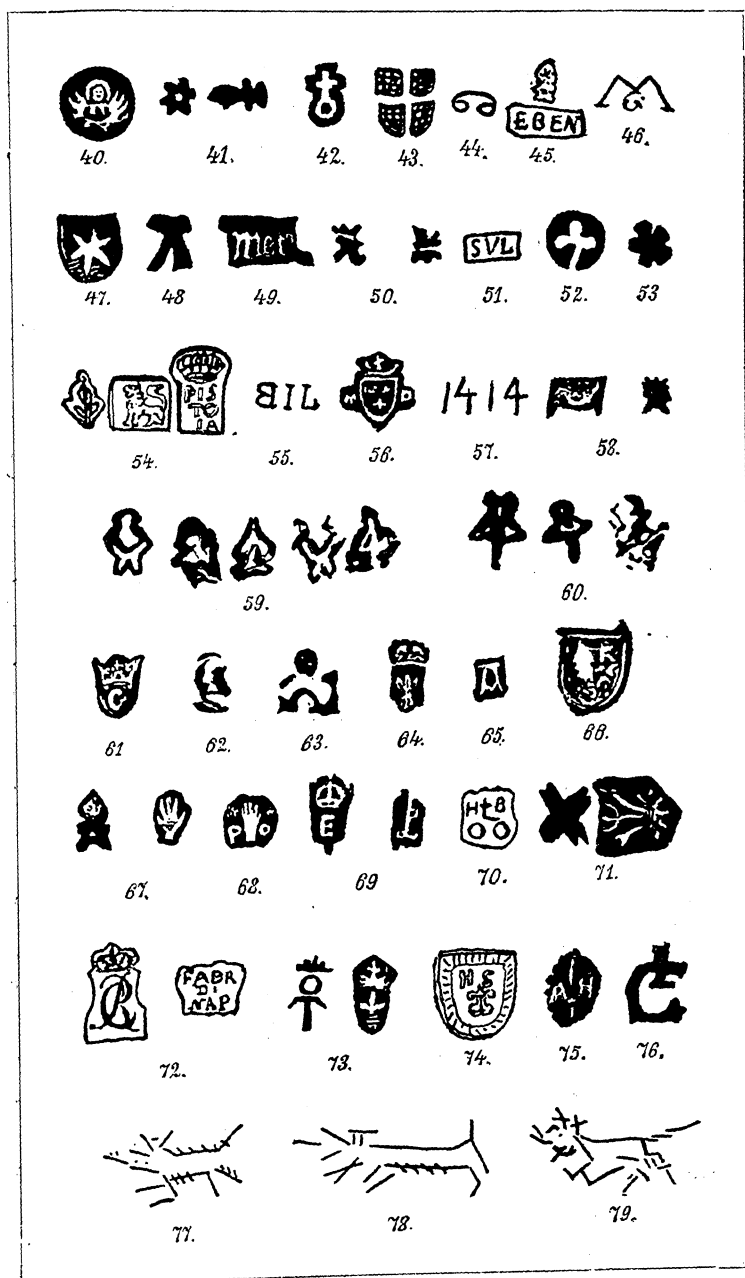 EBEN
40. 41. 42. 43. 44. 45. 46.
Mer SVL
47. 48 49. 50. 51. 52. 53
PIS
TO
IA
BIL M D 1414
54. 55. 56. 57. 58.
59. 60.
G A
61 62. 63. 64. 65. 66.
P O E H B
67. 68. 69 70. 71.
FABR
DI
NAP
H S A H
72. 73. 74. 75. 76.
77. 78. 79.